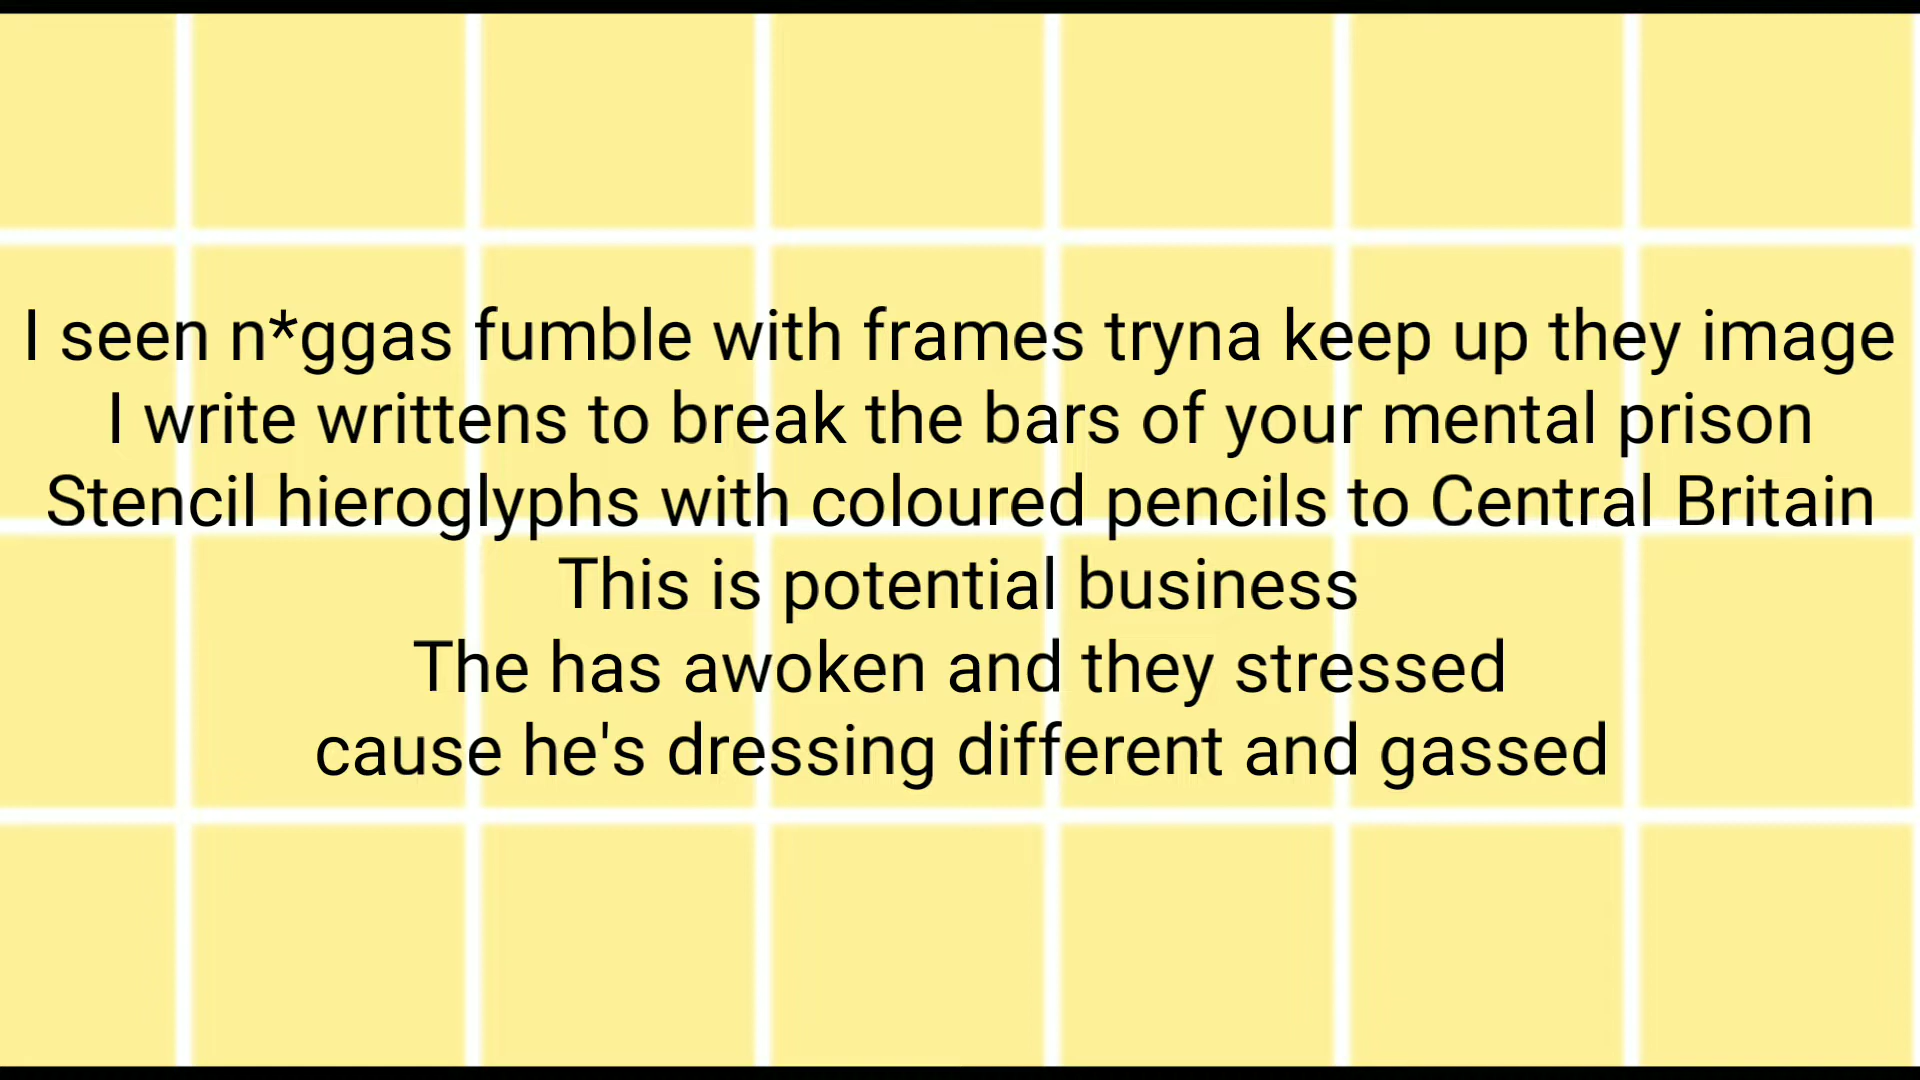 I seen n*ggas fumble with frames tryna keep up they image
I write writtens to break the bars of your mental prison
Stencil hieroglyphs with coloured pencils to Central Britain
This is potential business
The has awoken and they stressed
cause he's dressing different and gassed